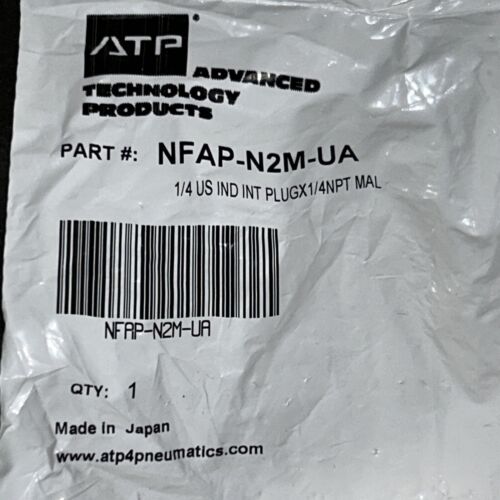 ATP
ADVANCED
TECHNOLOGY
PRODUCTS
PART #: NFAP-N2M-UA
1/4 US IND INT PLUGX1/4NPT MAL
NFAP-N2M-UA
QTY: 1
Made in Japan
www.atp4pneumatics.com